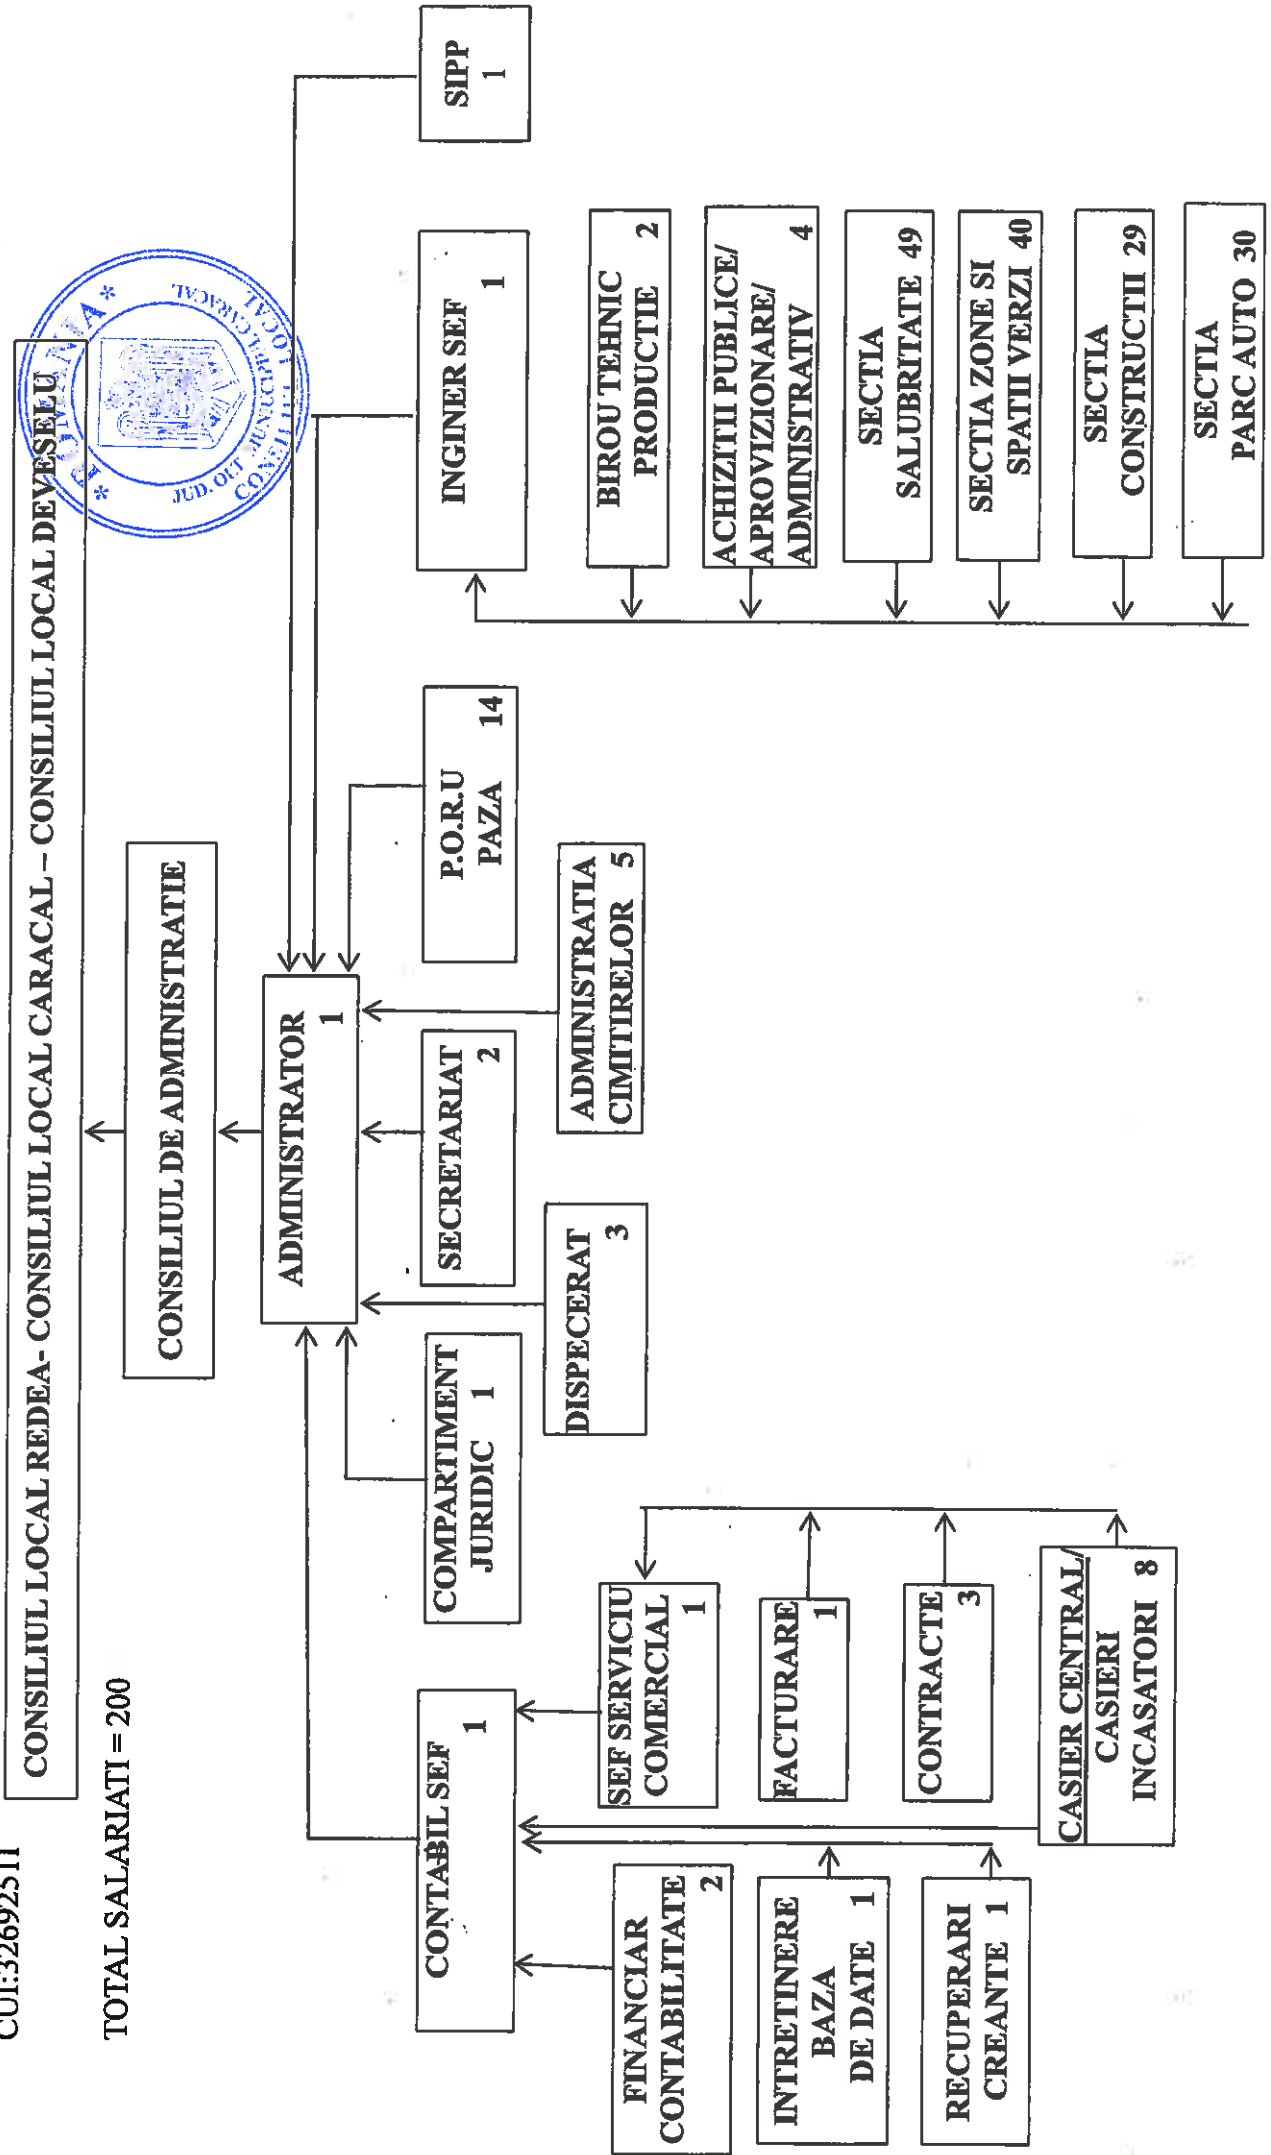 CUI:32692511
TOTAL SALARIATI = 200
CONSILIUL LOCAL REDEA- CONSILIUL LOCAL CARACAL – CONSILIUL LOCAL DEVESELU
CONSILIUL DE ADMINISTRATIE
ADMINISTRATOR
1
CONTABIL SEF
1
COMPARTIMENT
JURIDIC 1
SECRETARIAT
2
P.O.R.U
PAZA 14
INGINER SEF
1
SIPP
1
DISPECERAT
3
ADMINISTRATIA
CIMITIRELOR 5
FINANCIAR
CONTABILITATE
2
INTRETINERE
BAZA
DE DATE 1
RECUPERARI
CREANTE 1
SEF SERVICIU
COMERCIAL
1
FACTURARE
1
CONTRACTE
3
CASIER CENTRAL/
CASIERI
INCASATORI 8
BIROU TEHNIC
PRODUCTIE 2
ACHIZITII PUBLICE/
APROVIZIONARE/
ADMINISTRATIV 4
SECTIA
SALUBRITATE 49
SECTIA ZONE SI
SPATII VERZI 40
SECTIA
CONSTRUCTII 29
SECTIA
PARC AUTO 30
* ROMANIA *
JUD. OLT
MUNICIPIUL CARACAL
CONSILIUL LOCAL